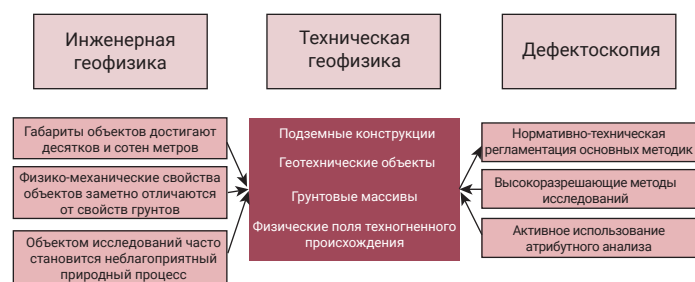 Инженерная
геофизика
Техническая
геофизика
Дефектоскопия
Габариты объектов достигают
десятков и сотен метров
Физико-механические свойства
объектов заметно отличаются
от свойств грунтов
Объектом исследований часто
становится неблагоприятный
природный процесс
Подземные конструкции
Геотехнические объекты
Грунтовые массивы
Физические поля техногненного
происхождения
Нормативно-техническая
регламентация основных методик
Высокоразрешающие методы
исследований
Активное использование
атрибутного анализа